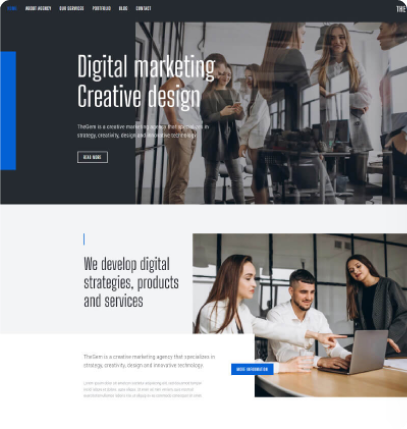 HOME ABOUT AGENCY OUR SERVICES PORTFOLIO BLOG CONTACT
THE
Digital marketing
Creative design
TheGem is a creative marketing agency that specializes in
strategy, creativity, design and innovative technology.
READ MORE
We develop digital
strategies, products
and services
TheGem is a creative marketing agency that specializes in
strategy, creativity, design and innovative technology.
MORE INFORMATION